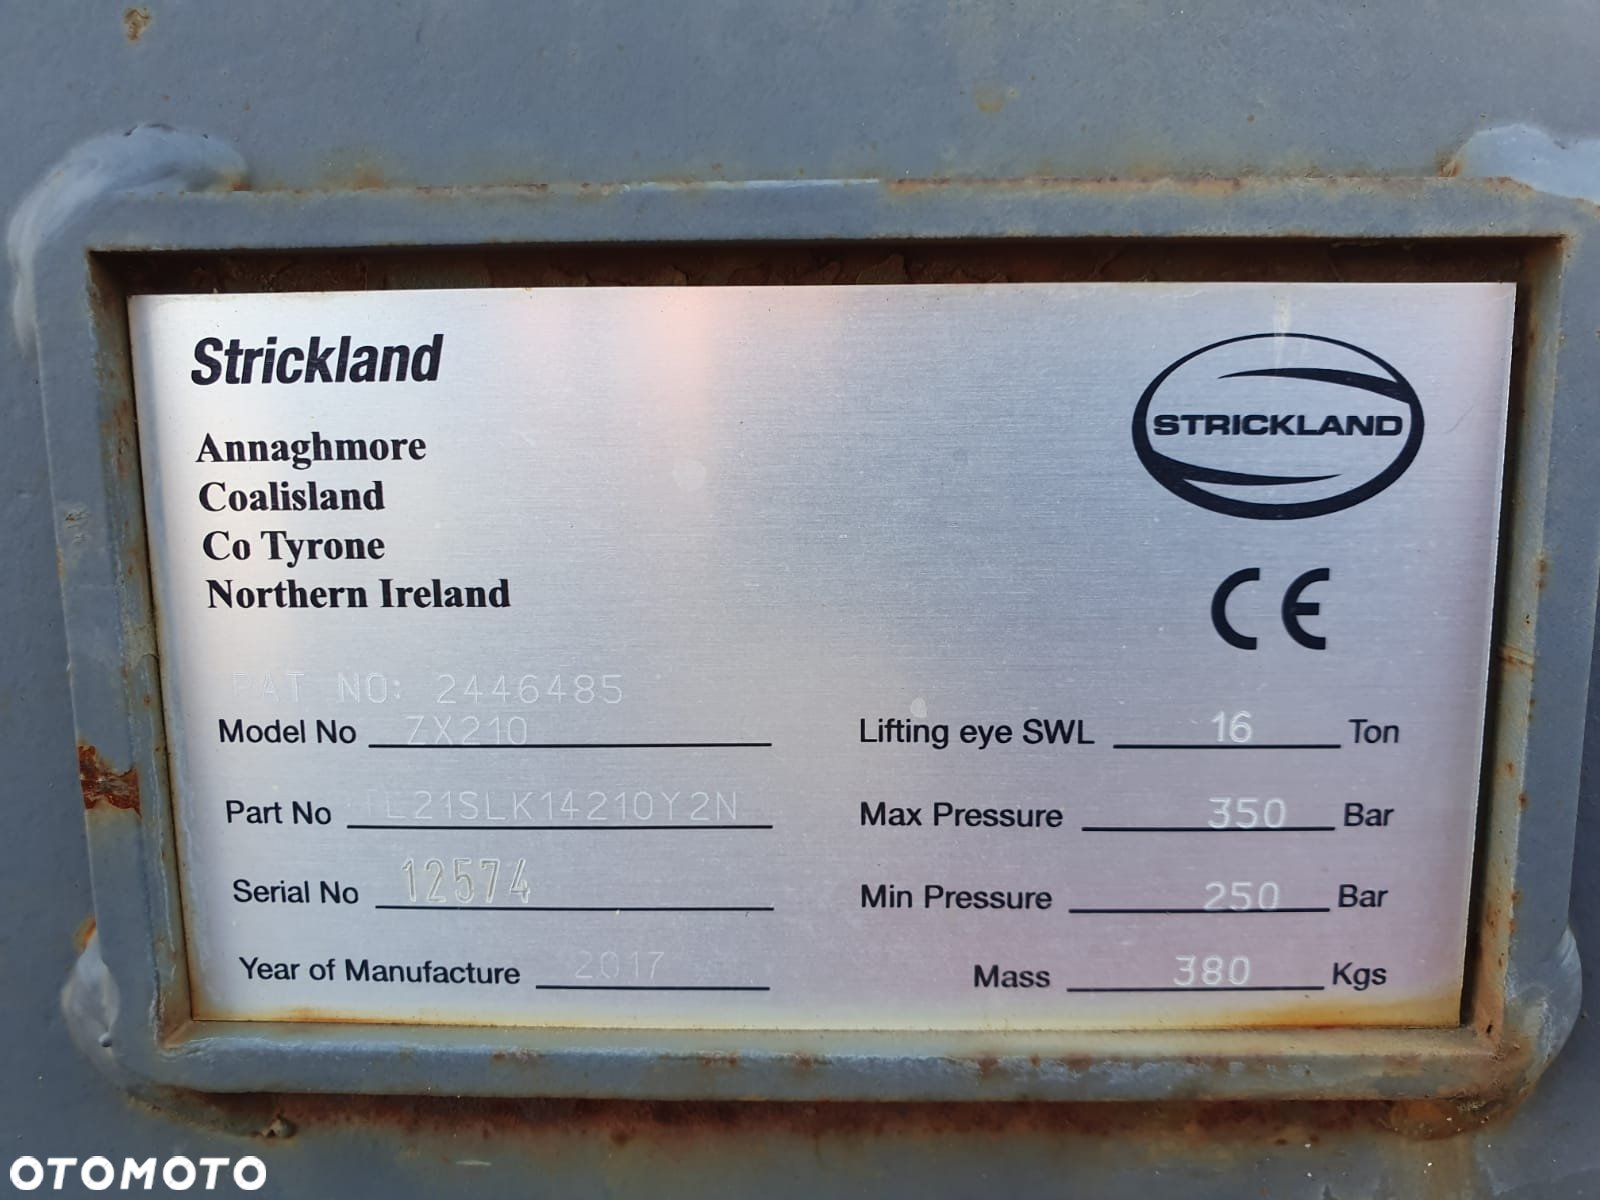 Strickland
STRICKLAND
Annaghmore
Coalisland
Co Tyrone
Northern Ireland
CE
PAT NO: 2446485
Model No ZX210
Lifting eye SWL 16 Ton
Part No TL21SLK14210Y2N
Max Pressure 350 Bar
Serial No 12574
Min Pressure 250 Bar
Year of Manufacture 2017
Mass 380 Kgs
OTOMOTO